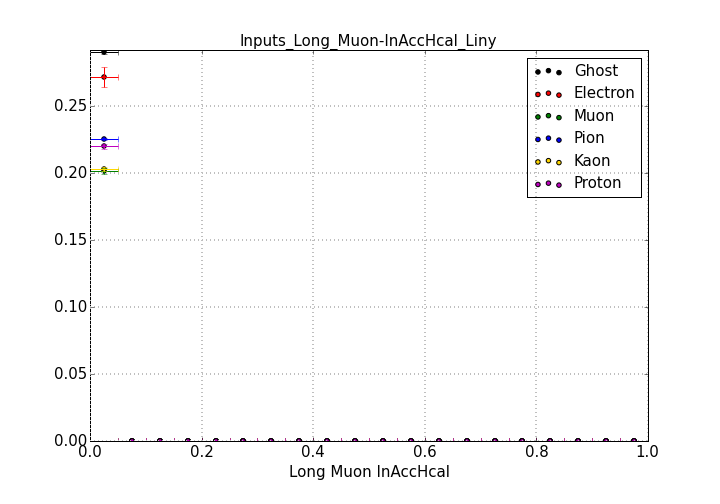 Inputs_Long_Muon-InAccHcal_Liny
Ghost
Electron
Muon
Pion
Kaon
Proton
0.25
0.20
0.15
0.10
0.05
0.00
0.0 0.2 0.4 0.6 0.8 1.0
Long Muon InAccHcal